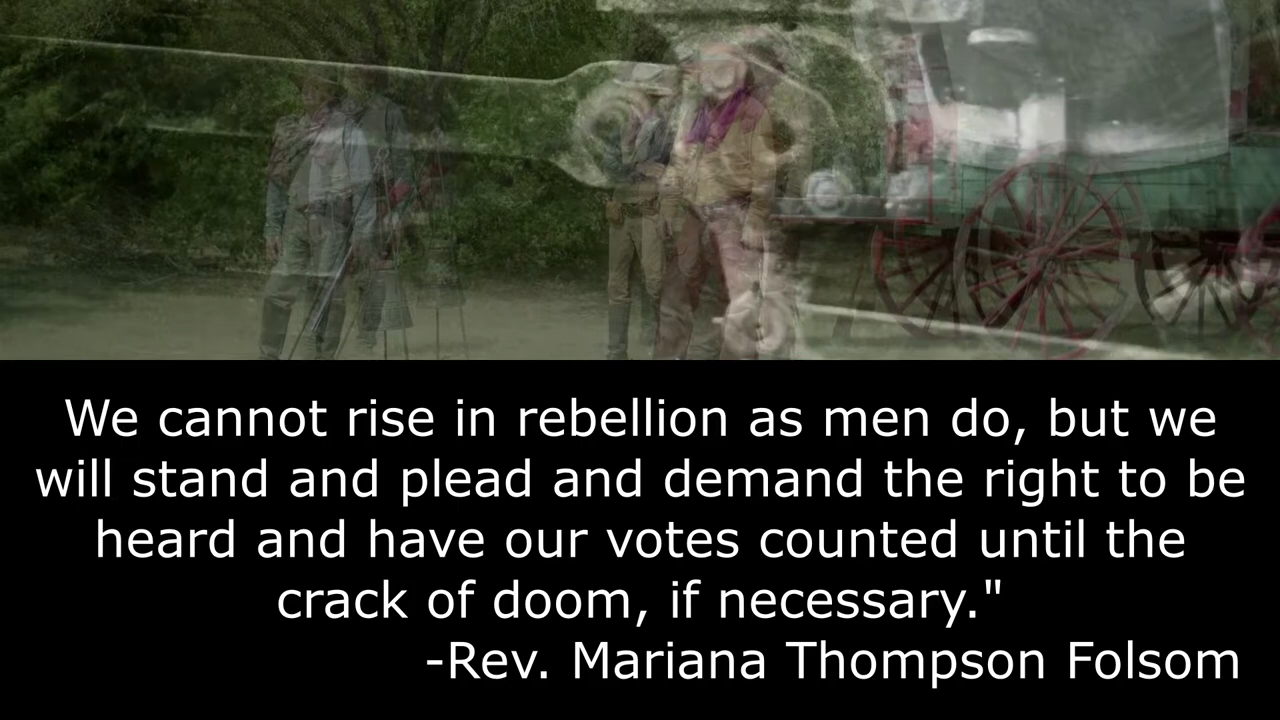 We cannot rise in rebellion as men do, but we
will stand and plead and demand the right to be
heard and have our votes counted until the
crack of doom, if necessary."
-Rev. Mariana Thompson Folsom